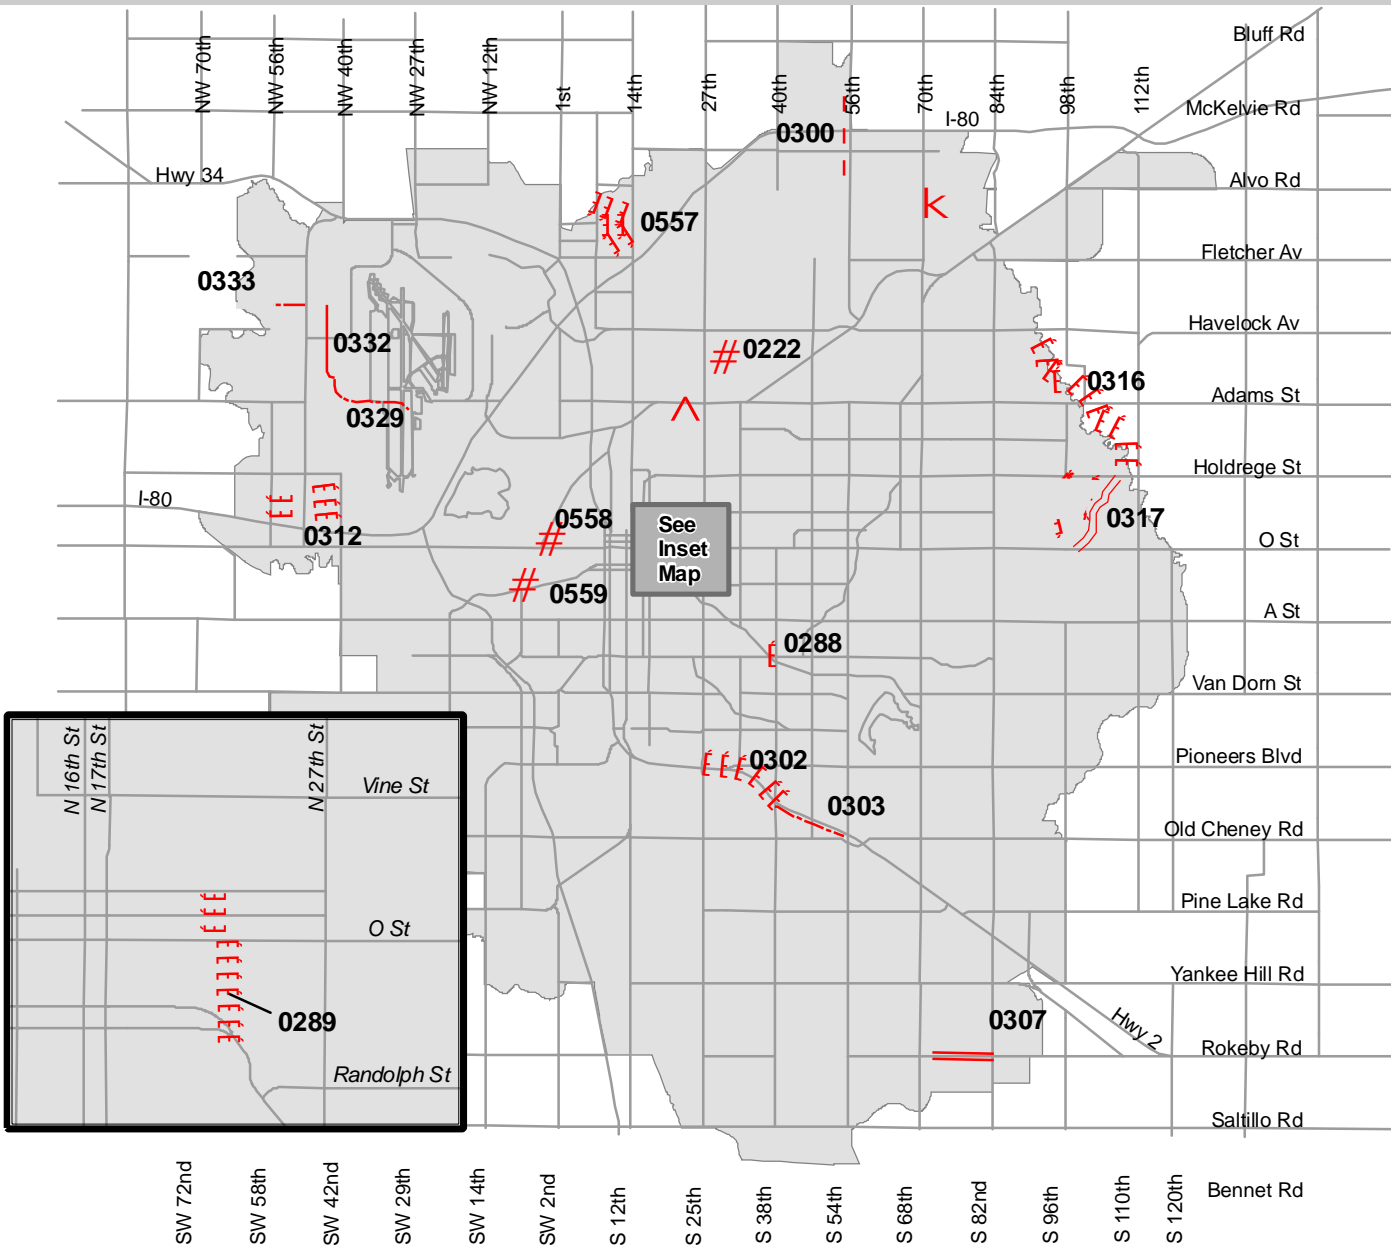 Bluff Rd
NW 70th
NW 56th
NW 40th
NW 27th
NW 12th
1st
14th
27th
40th
56th
70th
84th
98th
112th
McKelvie Rd
I-80
0300
Hwy 34
Alvo Rd
0557
Fletcher Av
0333
Havelock Av
0332
0222
0316
Adams St
0329
Holdrege St
I-80
0312
0558
See
Inset
Map
0317
O St
0559
A St
0288
Van Dorn St
N 16th St
N 17th St
N 27th St
Vine St
O St
0289
Randolph St
0302
Pioneers Blvd
0303
Old Cheney Rd
Pine Lake Rd
Yankee Hill Rd
0307
Hwy 2
Rokeby Rd
Saltillo Rd
Bennet Rd
SW 72nd
SW 58th
SW 42nd
SW 29th
SW 14th
SW 2nd
S 12th
S 25th
S 38th
S 54th
S 68th
S 82nd
S 96th
S 110th
S 120th